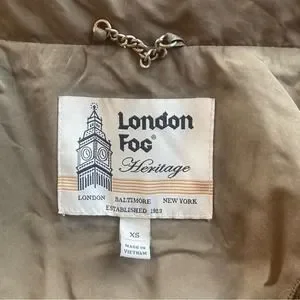 London
Fog®
Heritage
LONDON BALTIMORE NEW YORK
ESTABLISHED 1923
XS
MADE IN
VIETNAM